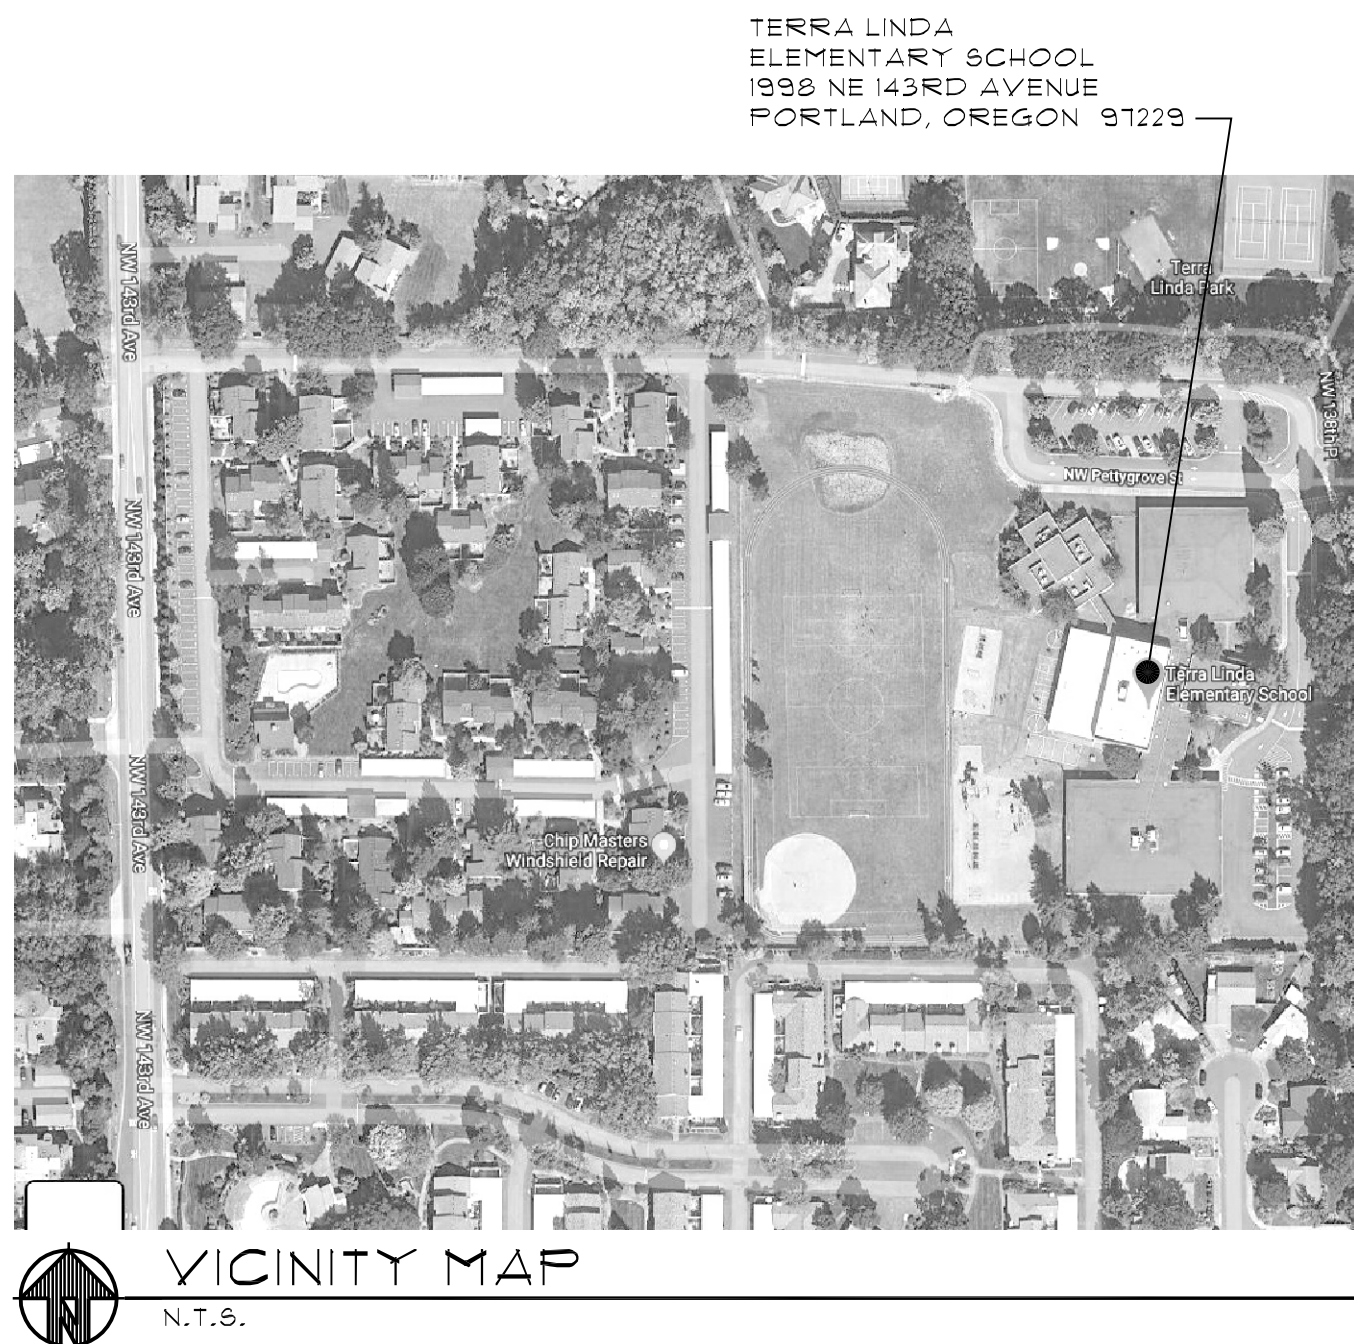 TERRA LINDA
ELEMENTARY SCHOOL
1998 NE 143RD AVENUE
PORTLAND, OREGON 97229
NW 143rd Ave
Terra
Linda Park
NW 138th Pl
NW Pettygrove St
NW 143rd Ave
Terra Linda
Elementary School
NW 143rd Ave
Chip Masters
Windshield Repair
NW 143rd Ave
VICINITY MAP
N.T.S.
N